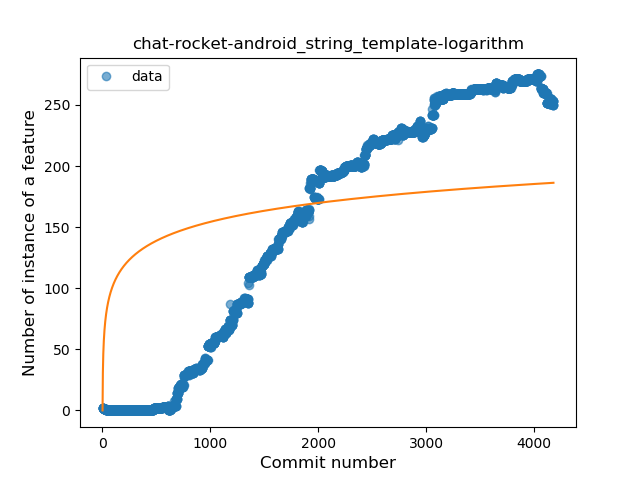 chat-rocket-android_string_template-logarithm
data
Number of instance of a feature
250
200
150
100
50
0
0 1000 2000 3000 4000
Commit number